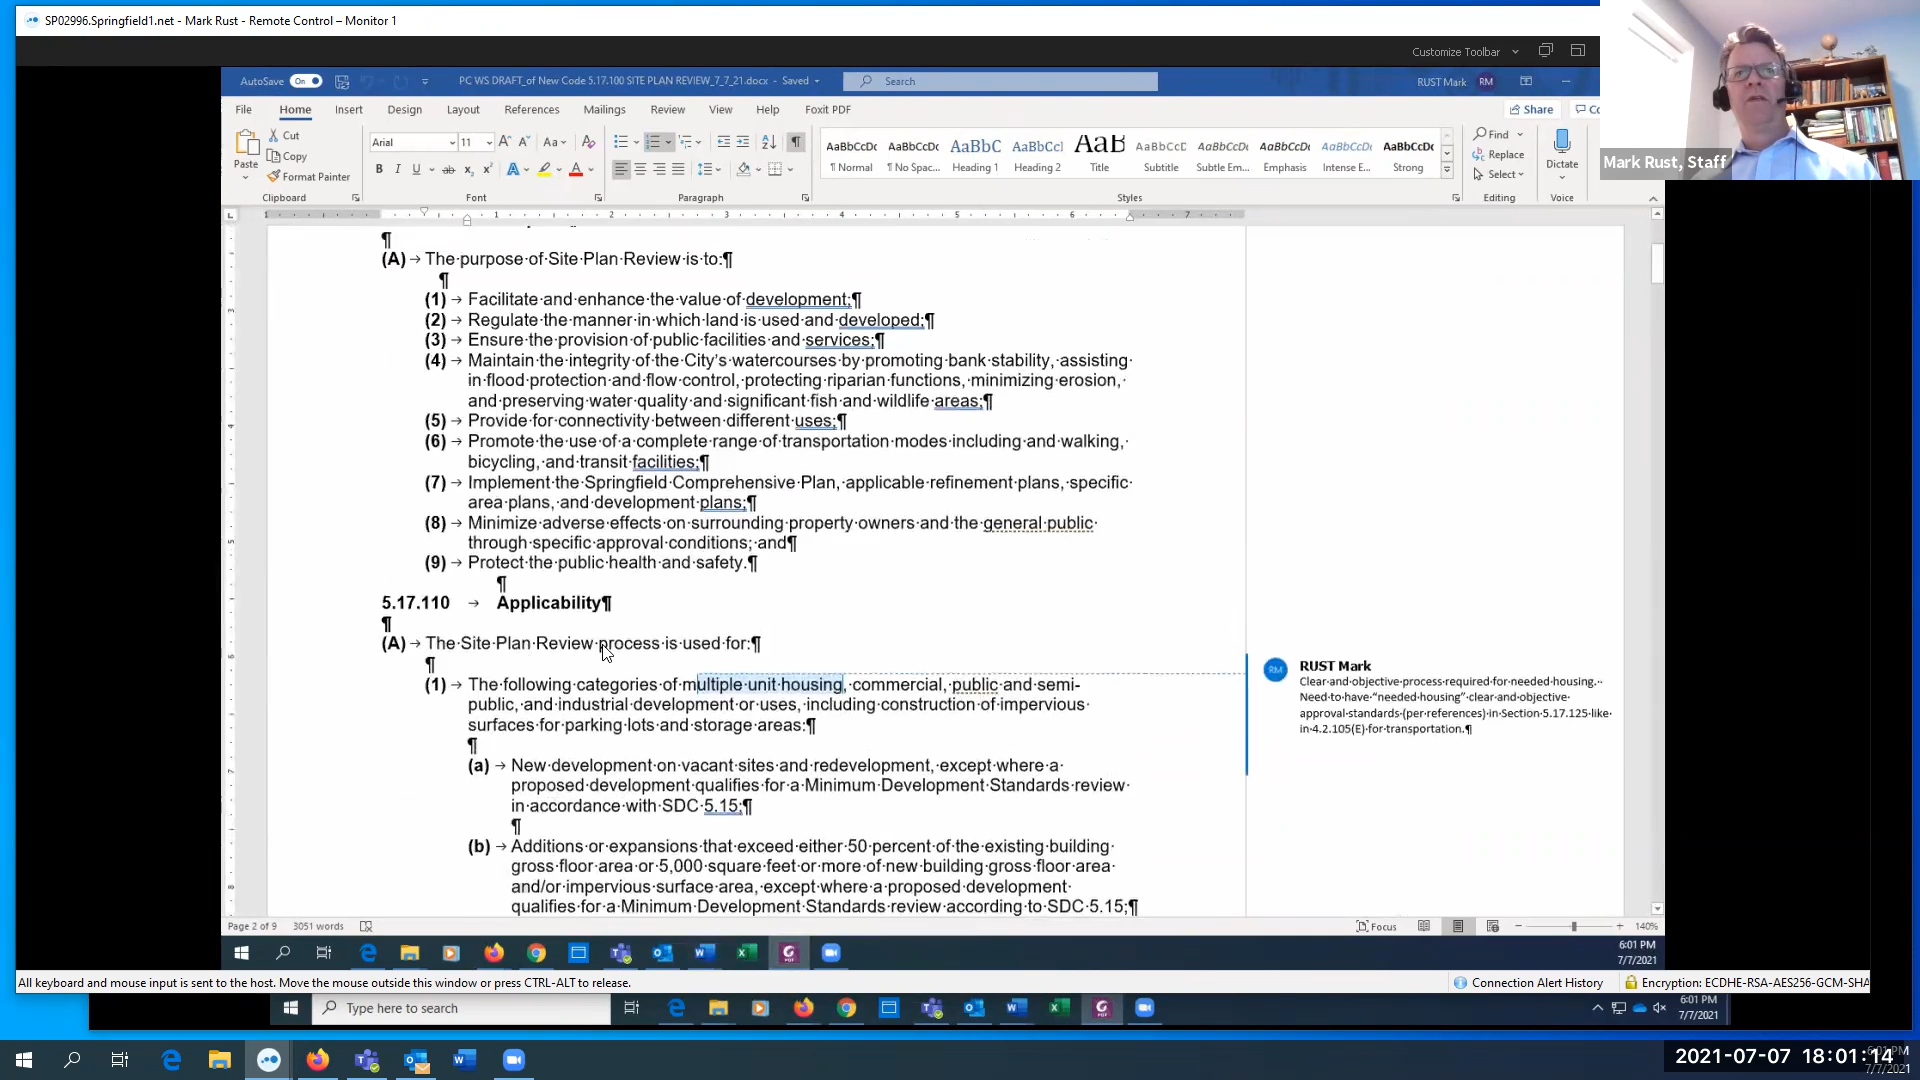 SP02996.Springfield1.net - Mark Rust - Remote Control – Monitor 1
Customize Toolbar
AutoSave On
PC WS DRAFT_of New Code 5.17.100 SITE PLAN REVIEW_7_7_21.docx - Saved
Search
RUST Mark RM
File Home Insert Design Layout References Mailings Review View Help Foxit PDF
Share Co
Paste
Cut
Copy
Format Painter
Clipboard
Arial 11
Font
Paragraph
AaBbCcDc AaBbCcDc AaBbC AaBbCcI AaB AaBbCcDc AaBbCcDc AaBbCcDc AaBbCcDc AaBbCcDc
¶ Normal ¶ No Spac... Heading 1 Heading 2 Title Subtitle Subtle Em... Emphasis Intense E... Strong
Styles
Find
Replace
Select
Editing
Dictate
Voice
Mark Rust, Staff
(A) The purpose of Site Plan Review is to:¶
(1) Facilitate and enhance the value of development;¶
(2) Regulate the manner in which land is used and developed;¶
(3) Ensure the provision of public facilities and services;¶
(4) Maintain the integrity of the City's watercourses by promoting bank stability, assisting
in flood protection and flow control, protecting riparian functions, minimizing erosion,
and preserving water quality and significant fish and wildlife areas;¶
(5) Provide for connectivity between different uses;¶
(6) Promote the use of a complete range of transportation modes including and walking,
bicycling, and transit facilities;¶
(7) Implement the Springfield Comprehensive Plan, applicable refinement plans, specific
area plans, and development plans;¶
(8) Minimize adverse effects on surrounding property owners and the general public
through specific approval conditions; and¶
(9) Protect the public health and safety.¶
5.17.110 Applicability¶
(A) The Site Plan Review process is used for:¶
(1) The following categories of multiple unit housing, commercial, public and semi-
public, and industrial development or uses, including construction of impervious
surfaces for parking lots and storage areas:¶
(a) New development on vacant sites and redevelopment, except where a
proposed development qualifies for a Minimum Development Standards review
in accordance with SDC 5.15;¶
(b) Additions or expansions that exceed either 50 percent of the existing building
gross floor area or 5,000 square feet or more of new building gross floor area
and/or impervious surface area, except where a proposed development
qualifies for a Minimum Development Standards review according to SDC 5.15;¶
RM RUST Mark
Clear and objective process required for needed housing.
Need to have “needed housing” clear and objective
approval standards (per references) in Section 5.17.125 like
in 4.2.105(E) for transportation.¶
Page 2 of 9 3051 words
Focus 140%
6:01 PM
7/7/2021
All keyboard and mouse input is sent to the host. Move the mouse outside this window or press CTRL-ALT to release.
Connection Alert History
Encryption: ECDHE-RSA-AES256-GCM-SHA
Type here to search
6:01 PM
7/7/2021
2021-07-07 18:01:14
6:01 PM
7/7/2021